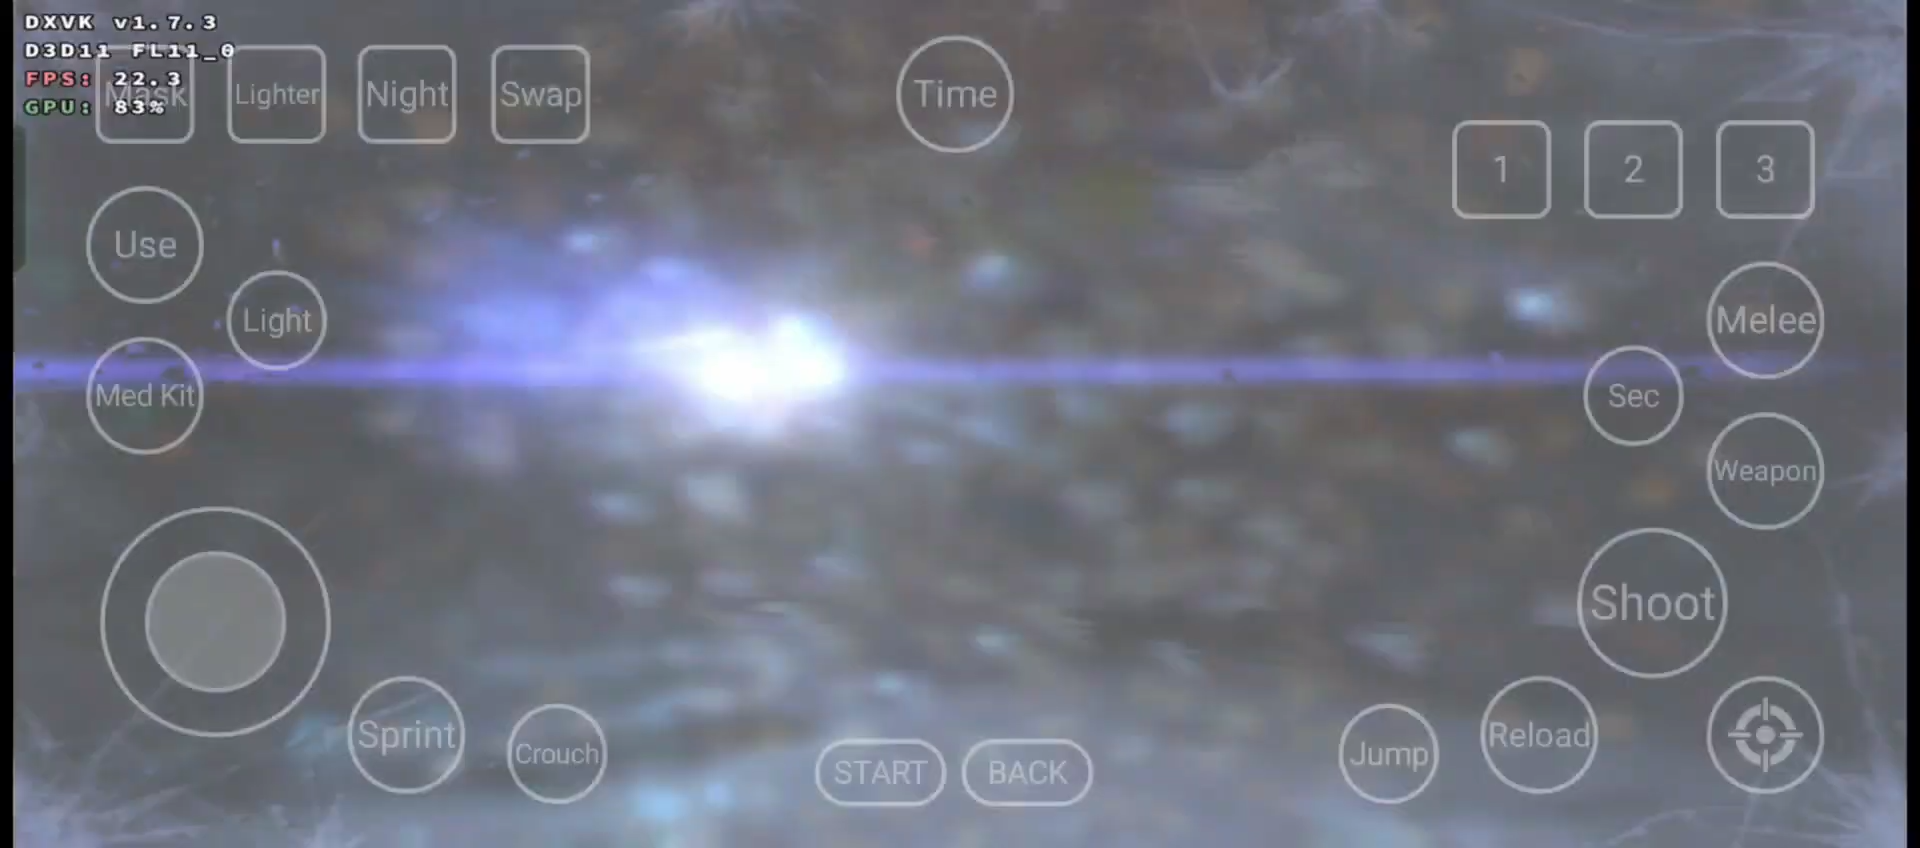 DXVK v1.7.3
D3D11 FL11_0
FPS: 22.3
GPU: 83%
Mask
Lighter
Night
Swap
Time
1
2
3
Use
Light
Melee
Med Kit
Sec
Weapon
Shoot
Sprint
Crouch
START
BACK
Jump
Reload